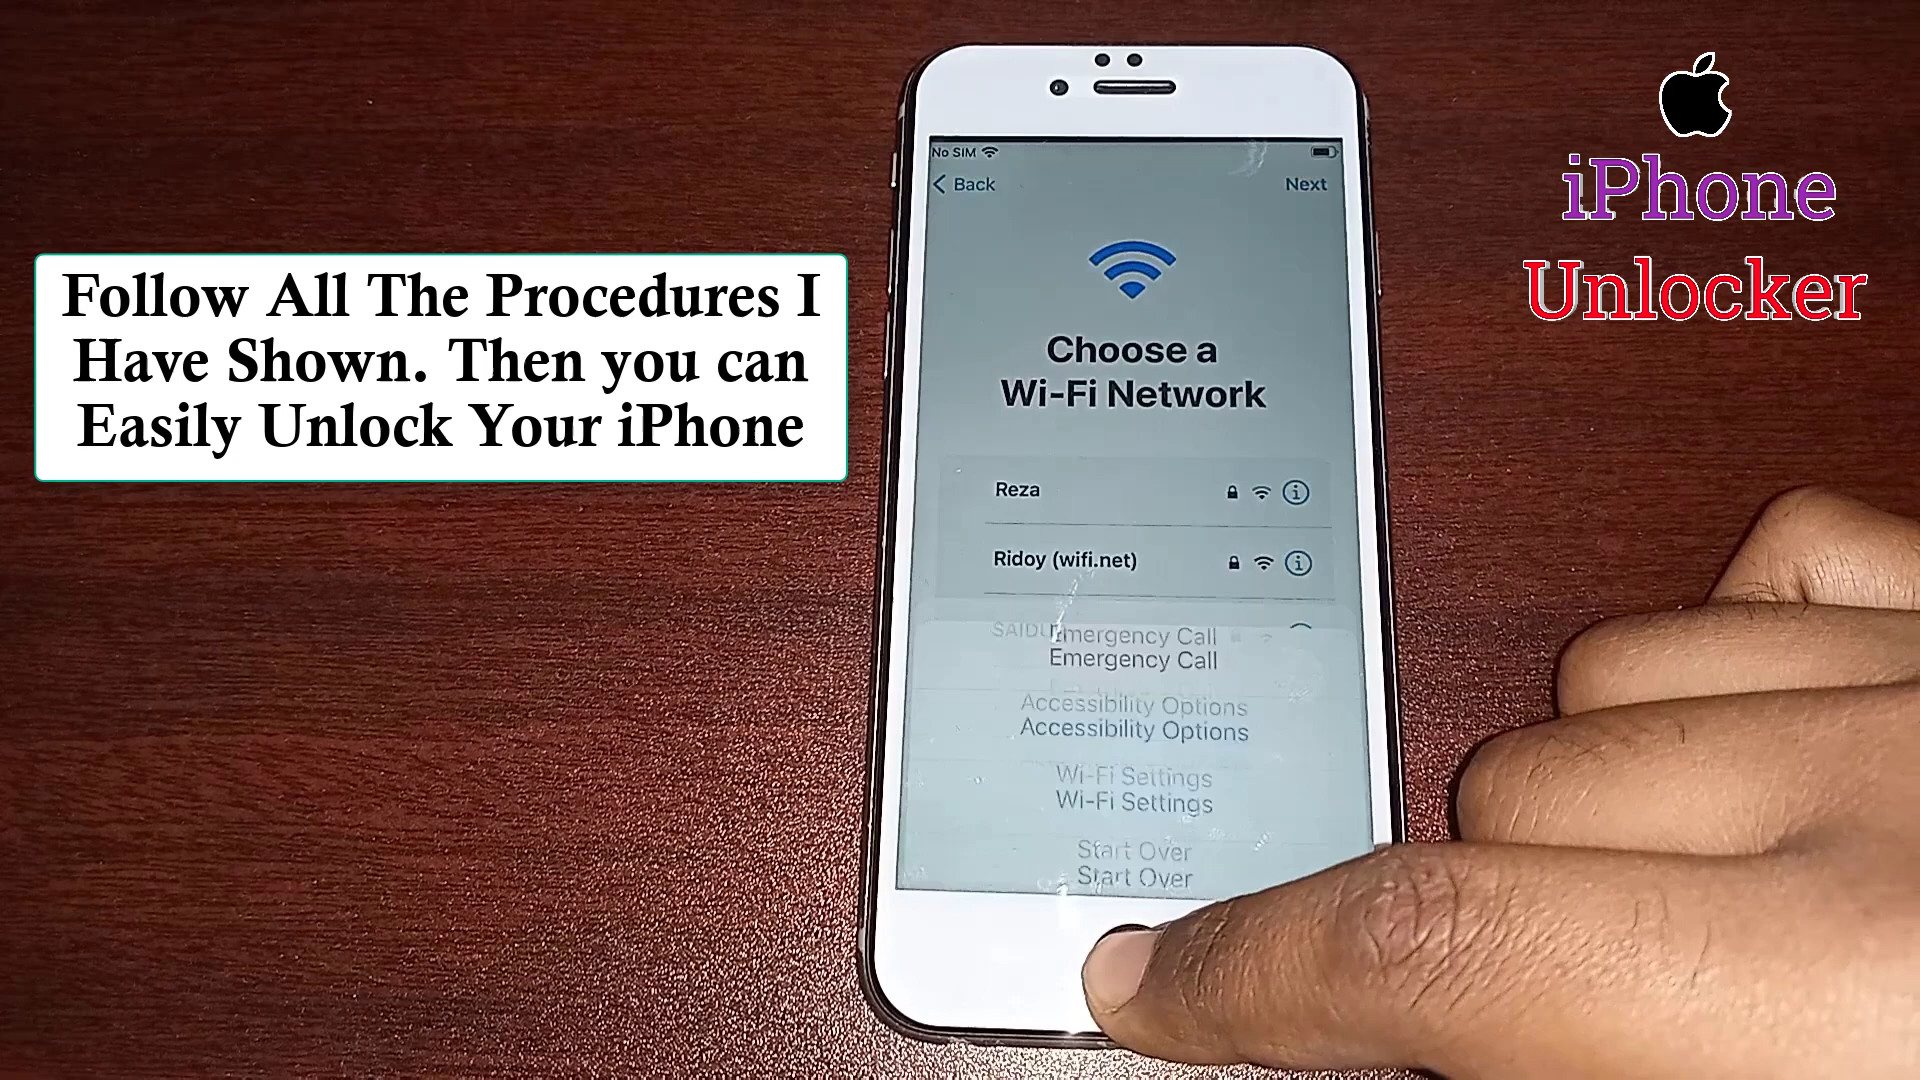 iPhone
Unlocker
Follow All The Procedures I
Have Shown. Then you can
Easily Unlock Your iPhone
No SIM
Back
Next
Choose a
Wi-Fi Network
Reza
Ridoy (wifi.net)
SAIDU
Emergency Call
Emergency Call
Accessibility Options
Accessibility Options
Wi-Fi Settings
Wi-Fi Settings
Start Over
Start Over